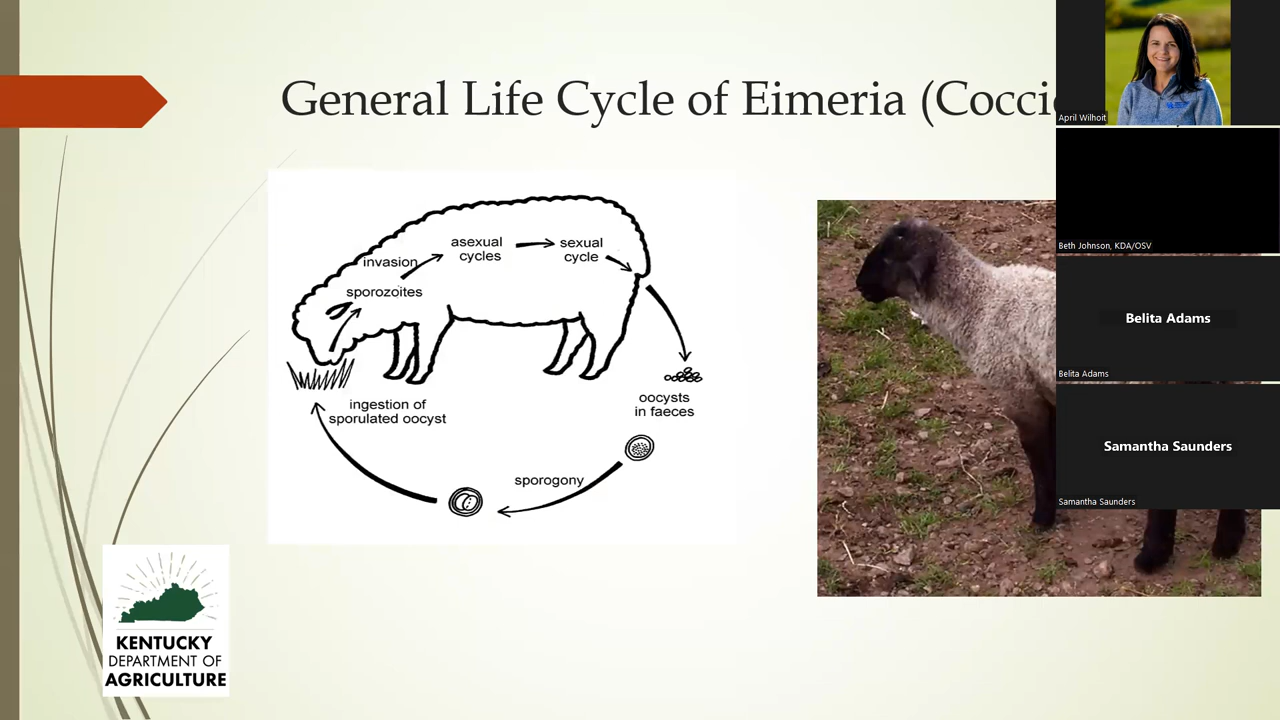 General Life Cycle of Eimeria (Cocci
asexual
cycles
sexual
cycle
invasion
sporozoites
ingestion of
sporulated oocyst
oocysts
in faeces
sporogony
KENTUCKY
DEPARTMENT OF
AGRICULTURE
April Wilhoit
Beth Johnson, KDA/OSV
Belita Adams
Belita Adams
Samantha Saunders
Samantha Saunders